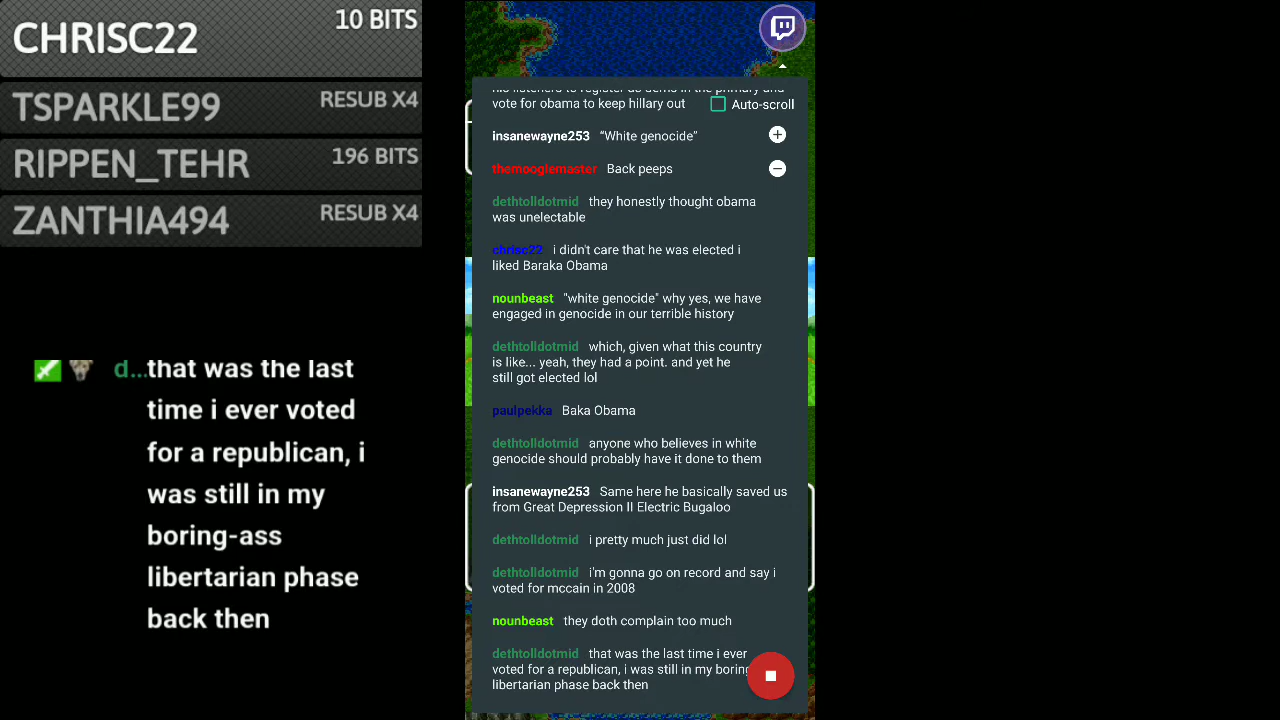 CHRISC22
10 BITS
TSPARKLE99
RESUB X4
RIPPEN_TEHR
196 BITS
ZANTHIA494
RESUB X4
d...that was the last
time i ever voted
for a republican, i
was still in my
boring-ass
libertarian phase
back then
vote for obama to keep hillary out
Auto-scroll
insanewayne253 “White genocide”
themooglemaster Back peeps
dethtolldotmid they honestly thought obama
was unelectable
chrisc22 i didn't care that he was elected i
liked Baraka Obama
nounbeast "white genocide" why yes, we have
engaged in genocide in our terrible history
dethtolldotmid which, given what this country
is like... yeah, they had a point. and yet he
still got elected lol
paulpekka Baka Obama
dethtolldotmid anyone who believes in white
genocide should probably have it done to them
insanewayne253 Same here he basically saved us
from Great Depression II Electric Bugaloo
dethtolldotmid i pretty much just did lol
dethtolldotmid i'm gonna go on record and say i
voted for mccain in 2008
nounbeast they doth complain too much
dethtolldotmid that was the last time i ever
voted for a republican, i was still in my boring
libertarian phase back then